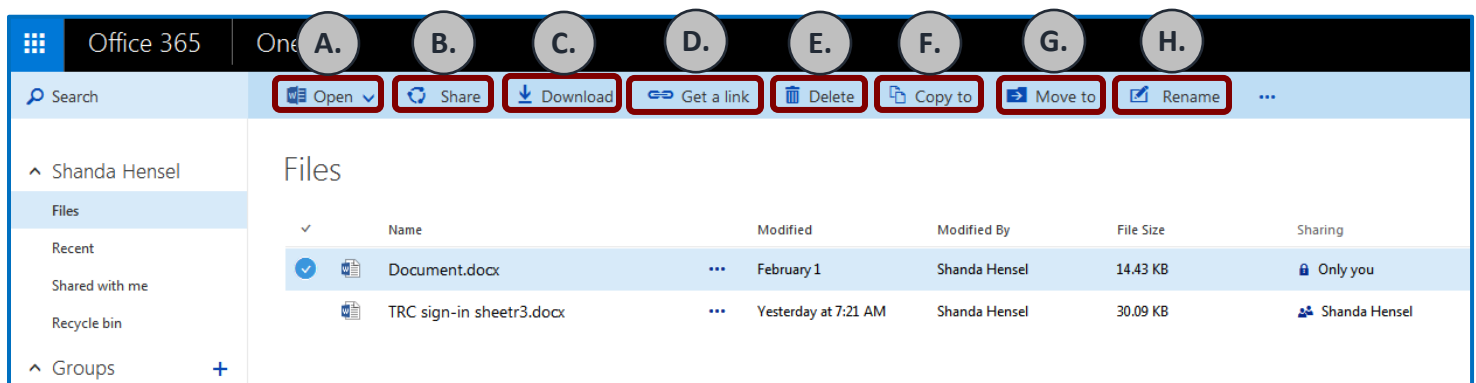 Office 365 One A. B. C. D. E. F. G. H.
Search Open Share Download Get a link Delete Copy to Move to Rename ...
Shanda Hensel
Files
Files
Name Modified Modified By File Size Sharing
Recent
Document.docx ... February 1 Shanda Hensel 14.43 KB Only you
Shared with me
TRC sign-in sheetr3.docx ... Yesterday at 7:21 AM Shanda Hensel 30.09 KB Shanda Hensel
Recycle bin
Groups +